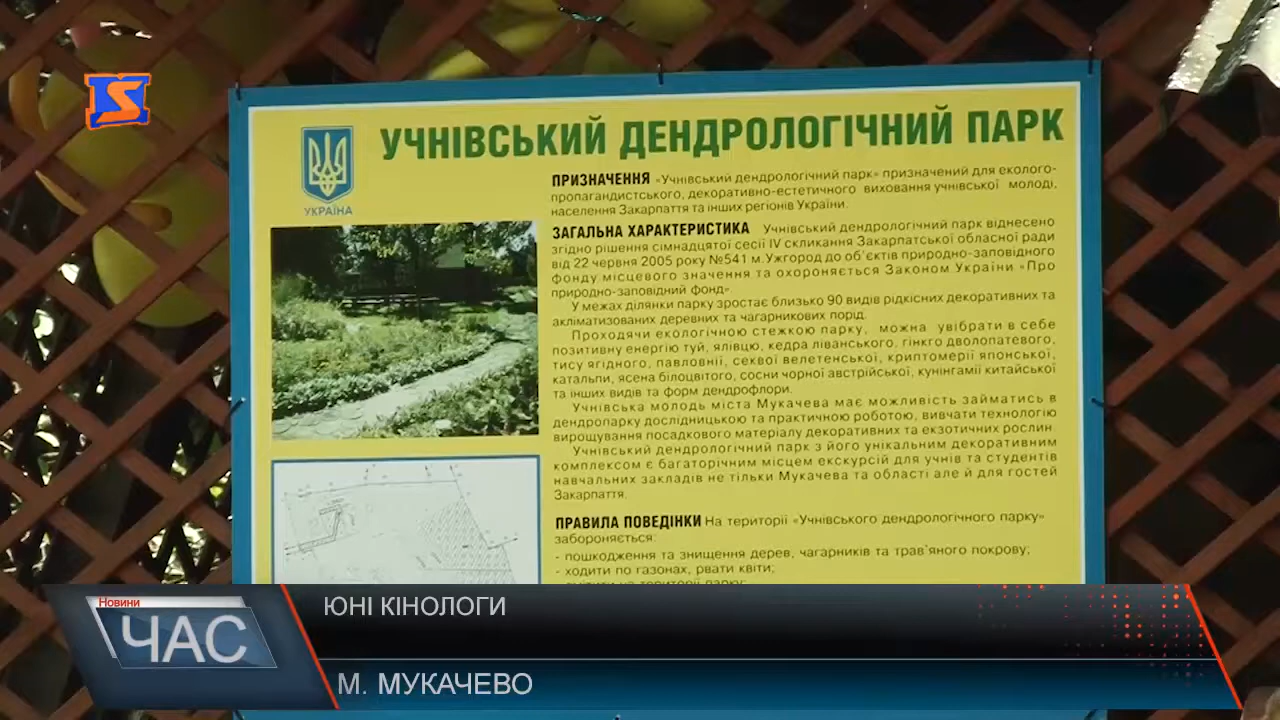 УЧНІВСЬКИЙ ДЕНДРОЛОГІЧНИЙ ПАРК
УКРАЇНА
ПРИЗНАЧЕННЯ «Учнівський дендрологічний парк» призначений для еколого-
пропагандистського, декоративно-естетичного виховання учнівської молоді,
населення Закарпаття та інших регіонів України.
ЗАГАЛЬНА ХАРАКТЕРИСТИКА Учнівський дендрологічний парк віднесено
згідно рішення сімнадцятої сесії IV скликання Закарпатської обласної ради
від 22 червня 2005 року №541 м.Ужгород до об'єктів природно-заповідного
фонду місцевого значення та охороняється Законом України «Про
природно-заповідний фонд».
У межах ділянки парку зростає близько 90 видів рідкісних декоративних та
акліматизованих деревних та чагарникових порід.
Проходячи екологічною стежкою парку, можна увібрати в себе
позитивну енергію туй, ялівцю, кедра ліванського, гінкго дволопатевого,
тису ягідного, павловнії, секвої велетенської, криптомерії японської,
катальпи, ясена білоцвітого, сосни чорної австрійської, кунінгамії китайської
та інших видів та форм дендрофлори.
Учнівська молодь міста Мукачева має можливість займатись в
дендропарку дослідницькою та практичною роботою, вивчати технологію
вирощування посадкового матеріалу декоративних та екзотичних рослин.
Учнівський дендрологічний парк з його унікальним декоративним
комплексом є багаторічним місцем екскурсій для учнів та студентів
навчальних закладів не тільки Мукачева та області але й для гостей
Закарпаття.
ПРАВИЛА ПОВЕДІНКИ На території «Учнівського дендрологічного парку»
забороняється:
- пошкодження та знищення дерев, чагарників та трав`яного покрову;
- ходити по газонах, рвати квіти;
на території парку;
Новини
ЧАС
ЮНІ КІНОЛОГИ
М. МУКАЧЕВО